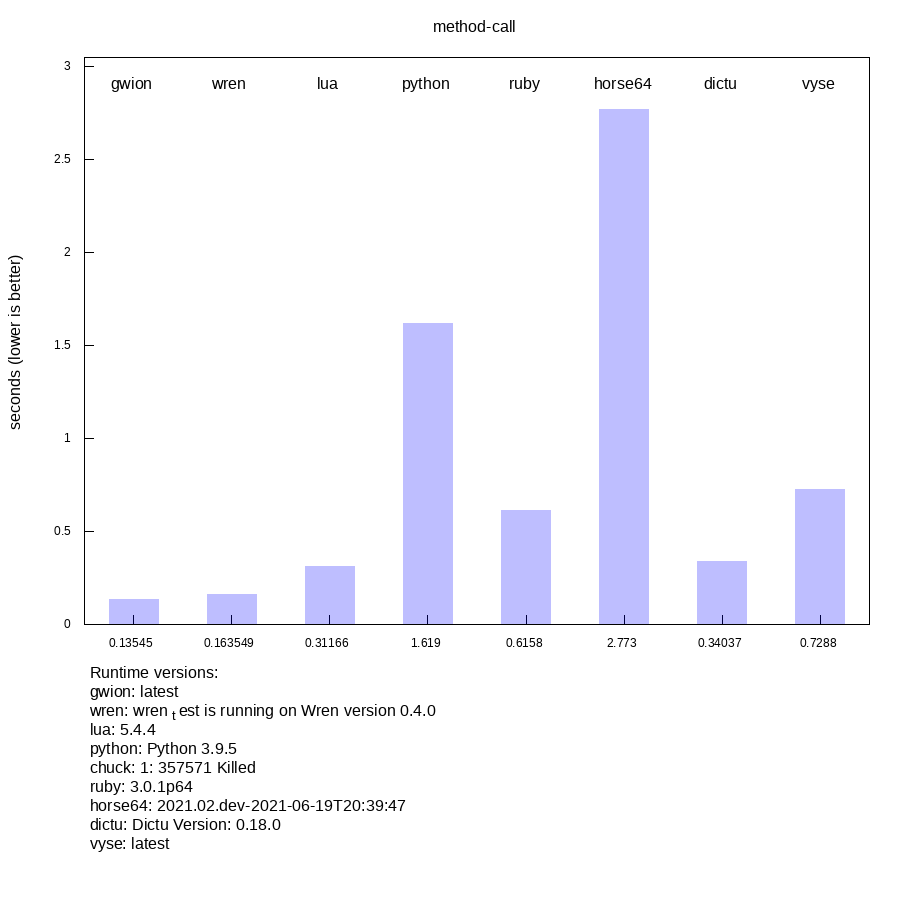 method-call
3
gwion wren lua python ruby horse64 dictu vyse
2.5
2
seconds (lower is better)
1.5
1
0.5
0
0.13545 0.163549 0.31166 1.619 0.6158 2.773 0.34037 0.7288
Runtime versions:
gwion: latest
wren: wren t est is running on Wren version 0.4.0
lua: 5.4.4
python: Python 3.9.5
chuck: 1: 357571 Killed
ruby: 3.0.1p64
horse64: 2021.02.dev-2021-06-19T20:39:47
dictu: Dictu Version: 0.18.0
vyse: latest